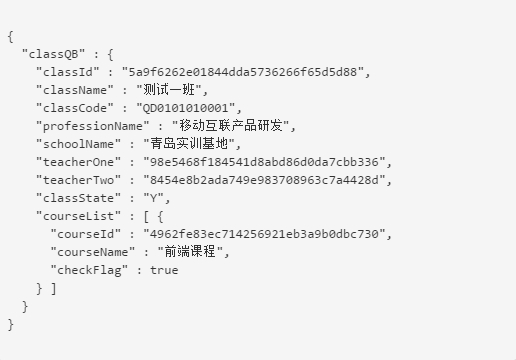 {
"classQB" : {
"classId" : "5a9f6262e01844dda5736266f65d5d88",
"className" : "测试一班",
"classCode" : "QD0101010001",
"professionName" : "移动互联产品研发",
"schoolName" : "青岛实训基地",
"teacherOne" : "98e5468f184541d8abd86d0da7cbb336",
"teacherTwo" : "8454e8b2ada749e983708963c7a4428d",
"classState" : "Y",
"courseList" : [ {
"courseId" : "4962fe83ec714256921eb3a9b0dbc730",
"courseName" : "前端课程",
"checkFlag" : true
} ]
}
}